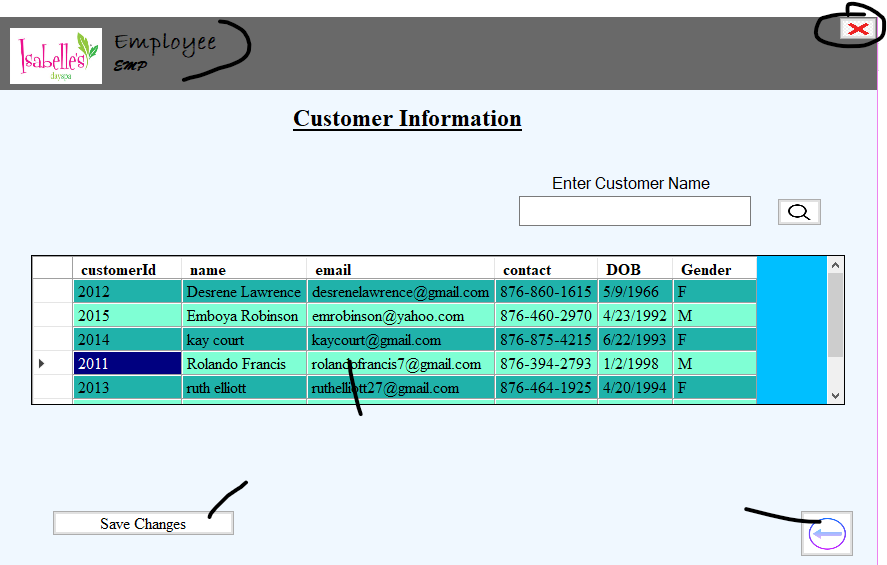 Isabelle's
dayspa
Employee
EMP
Customer Information
Enter Customer Name
customerId name email contact DOB Gender
2012 Desrene Lawrence desrenelawrence@gmail.com 876-860-1615 5/9/1966 F
2015 Emboya Robinson emrobinson@yahoo.com 876-460-2970 4/23/1992 M
2014 kay court kaycourt@gmail.com 876-875-4215 6/22/1993 F
2011 Rolando Francis rolandofrancis7@gmail.com 876-394-2793 1/2/1998 M
2013 ruth elliott ruthelliott27@gmail.com 876-464-1925 4/20/1994 F
Save Changes